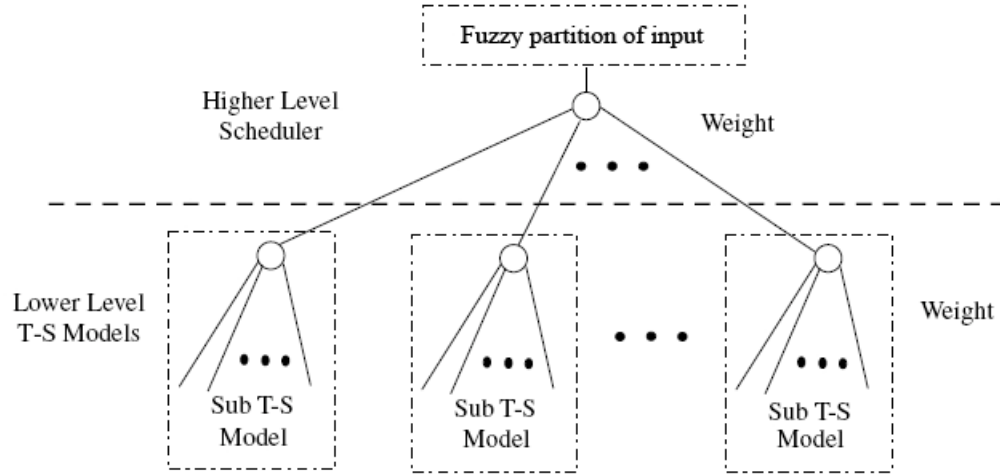 Fuzzy partition of input
Higher Level
Scheduler
Weight
Lower Level
T-S Models
Weight
Sub T-S
Model
Sub T-S
Model
Sub T-S
Model